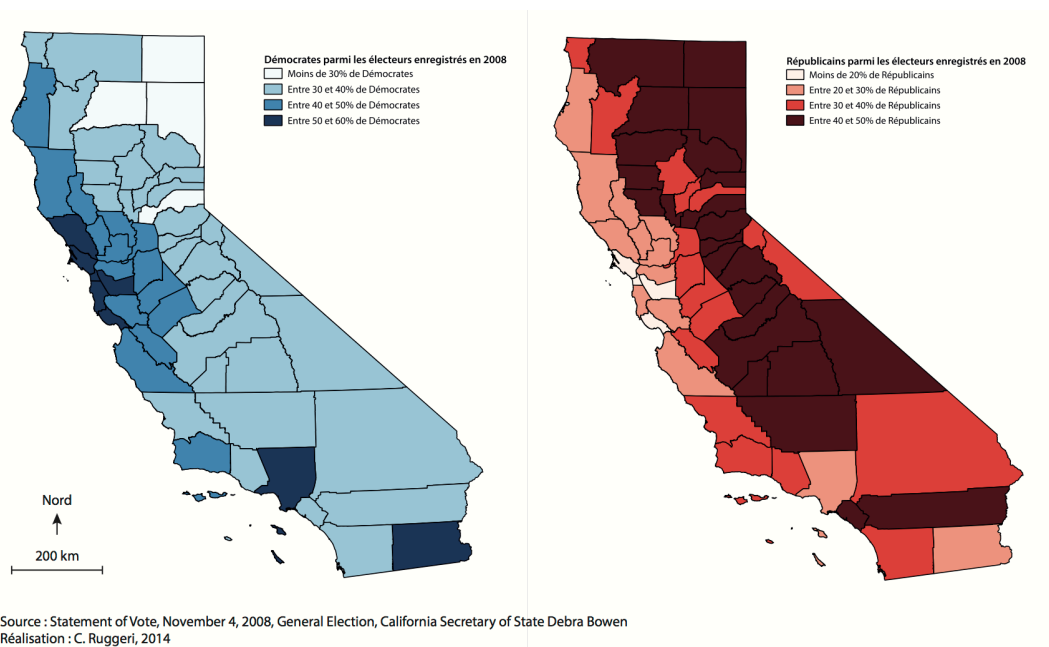 Démocrates parmi les électeurs enregistrés en 2008
Moins de 30% de Démocrates
Entre 30 et 40% de Démocrates
Entre 40 et 50% de Démocrates
Entre 50 et 60% de Démocrates
Républicains parmi les électeurs enregistrés en 2008
Moins de 20% de Républicains
Entre 20 et 30% de Républicains
Entre 30 et 40% de Républicains
Entre 40 et 50% de Républicains
Nord
200 km
Source : Statement of Vote, November 4, 2008, General Election, California Secretary of State Debra Bowen
Réalisation : C. Ruggeri, 2014